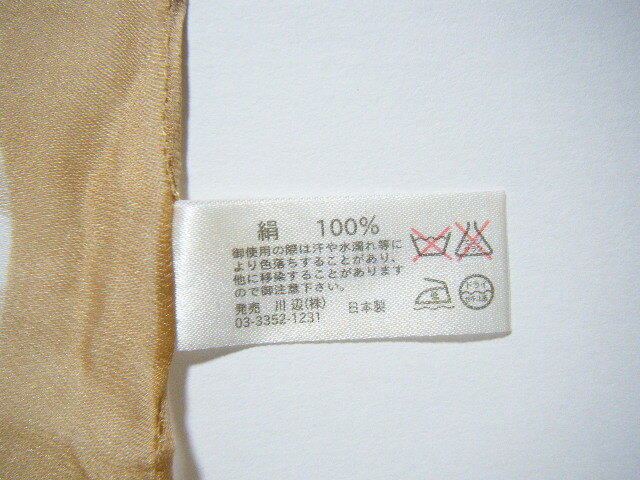 絹 100%
御使用の際は汗や水濡れ等に
より色落ちすることがあり、
他に移染することがあります
ので御注意下さい。
発売 川辺(株) 日本製
03-3352-1231
ドライ